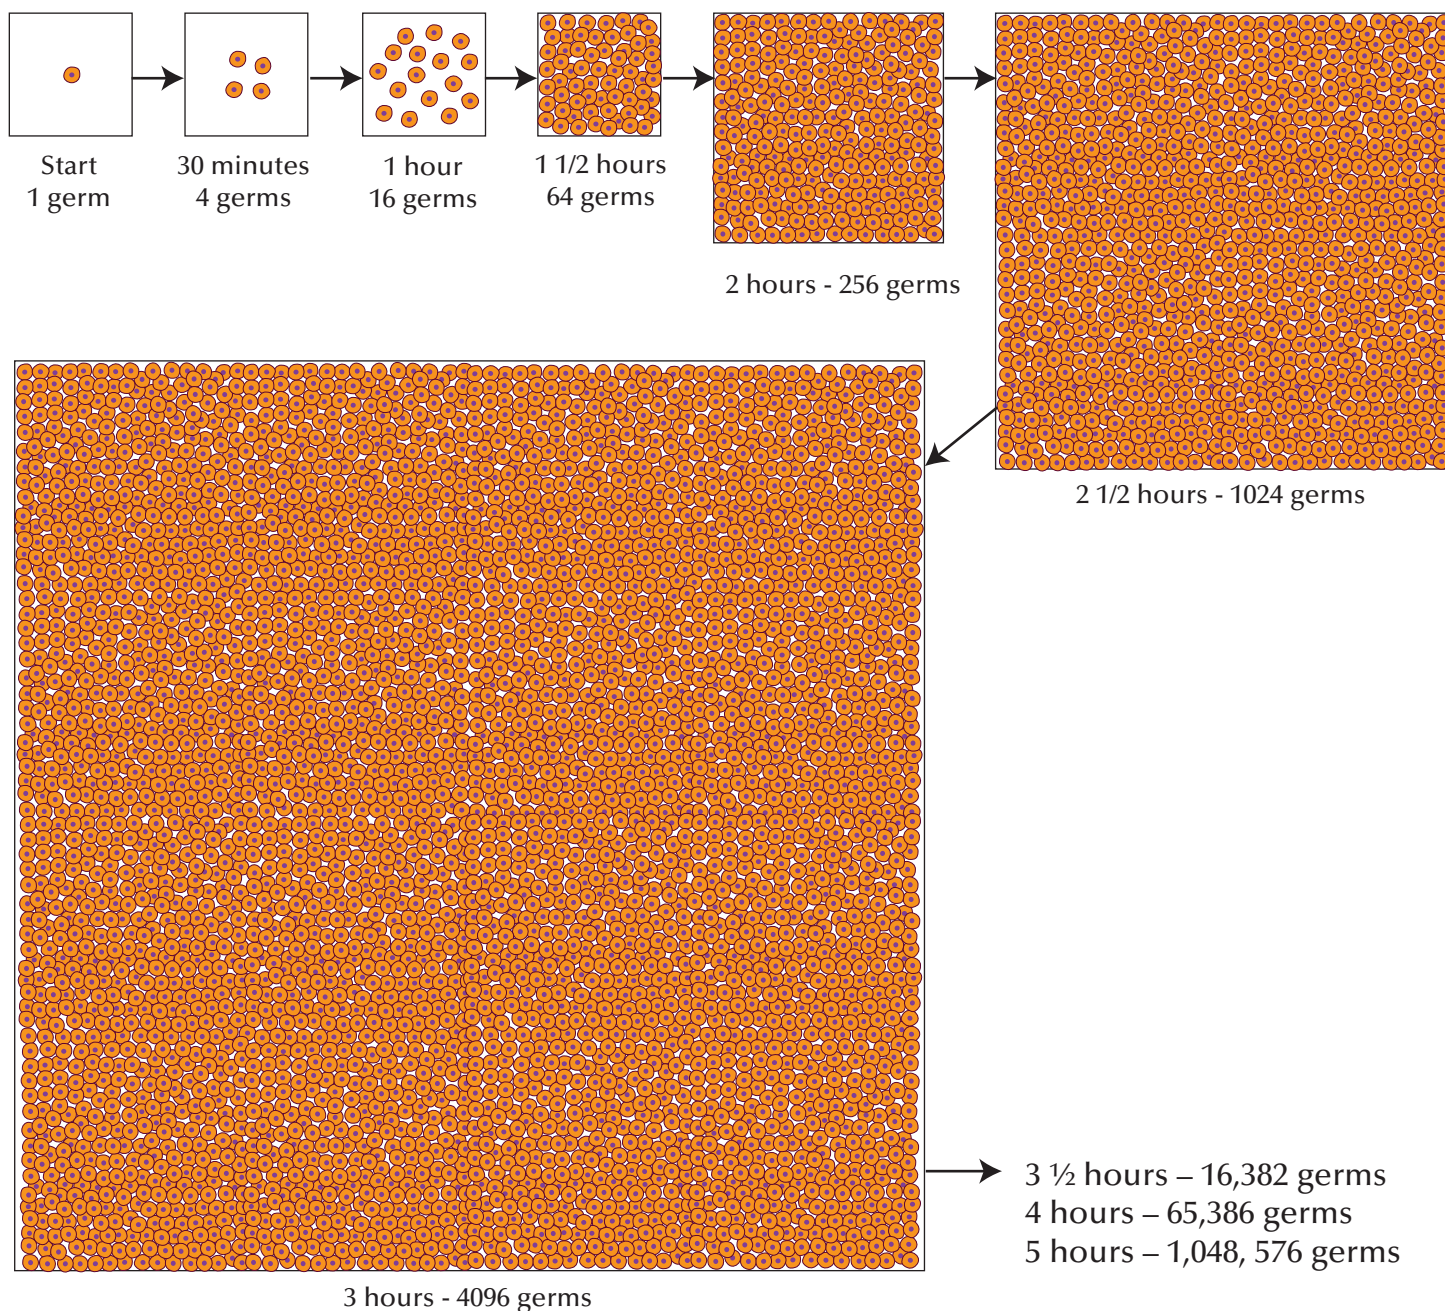 Start
1 germ
30 minutes
4 germs
1 hour
16 germs
1 1/2 hours
64 germs
2 hours - 256 germs
2 1/2 hours - 1024 germs
3 hours - 4096 germs
3 ½ hours – 16,382 germs
4 hours – 65,386 germs
5 hours – 1,048, 576 germs